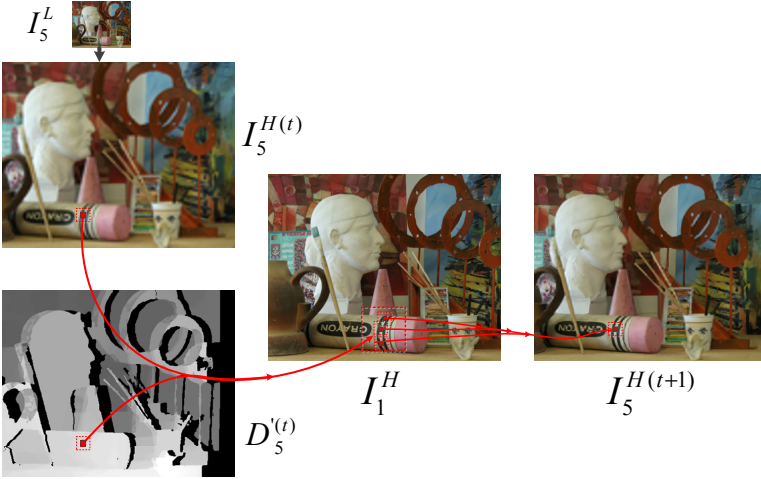 I_5^L
I_5^{H(t)}
CRAYON
CRAYON
CRAYON
I_1^H
I_5^{H(t+1)}
D_5^{'(t)}